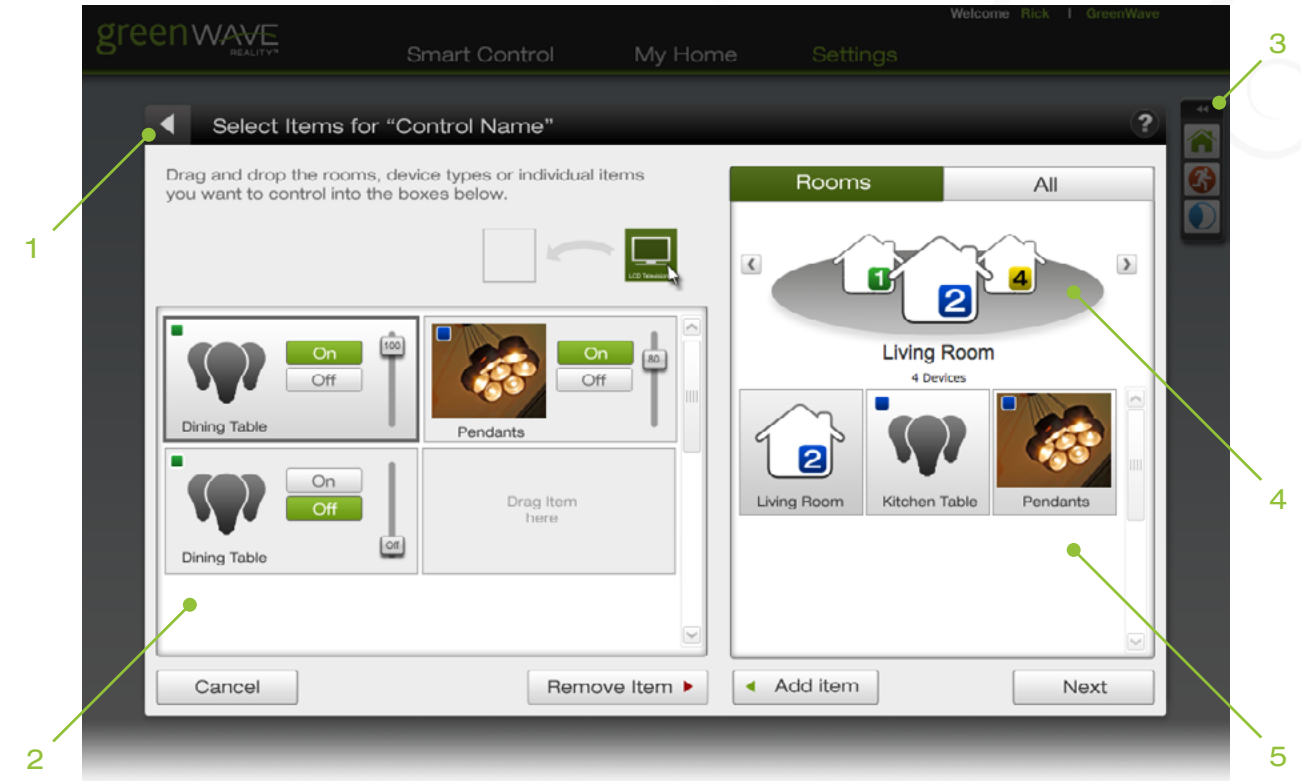 Welcome Rick | GreenWave
greenWAVE
REALITY™
Smart Control
My Home
Settings
3
Select Items for “Control Name”
?
Drag and drop the rooms, device types or individual items
you want to control into the boxes below.
Rooms
All
1
LCD Television
1
2
4
Living Room
4 Devices
On
Off
100
Dining Table
On
Off
80
Pendants
2
Living Room
Kitchen Table
Pendants
4
On
Off
Off
Dining Table
Drag Item
here
Cancel
Remove Item
Add item
Next
2
5